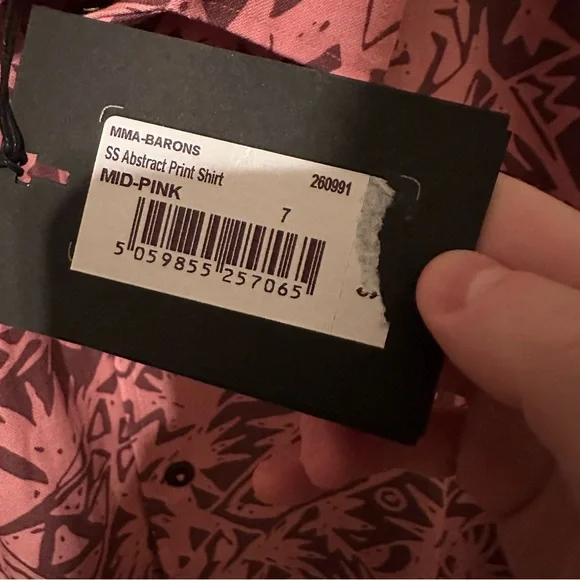 MMA-BARONS
SS Abstract Print Shirt 260991
MID-PINK
7
5 059855 257065